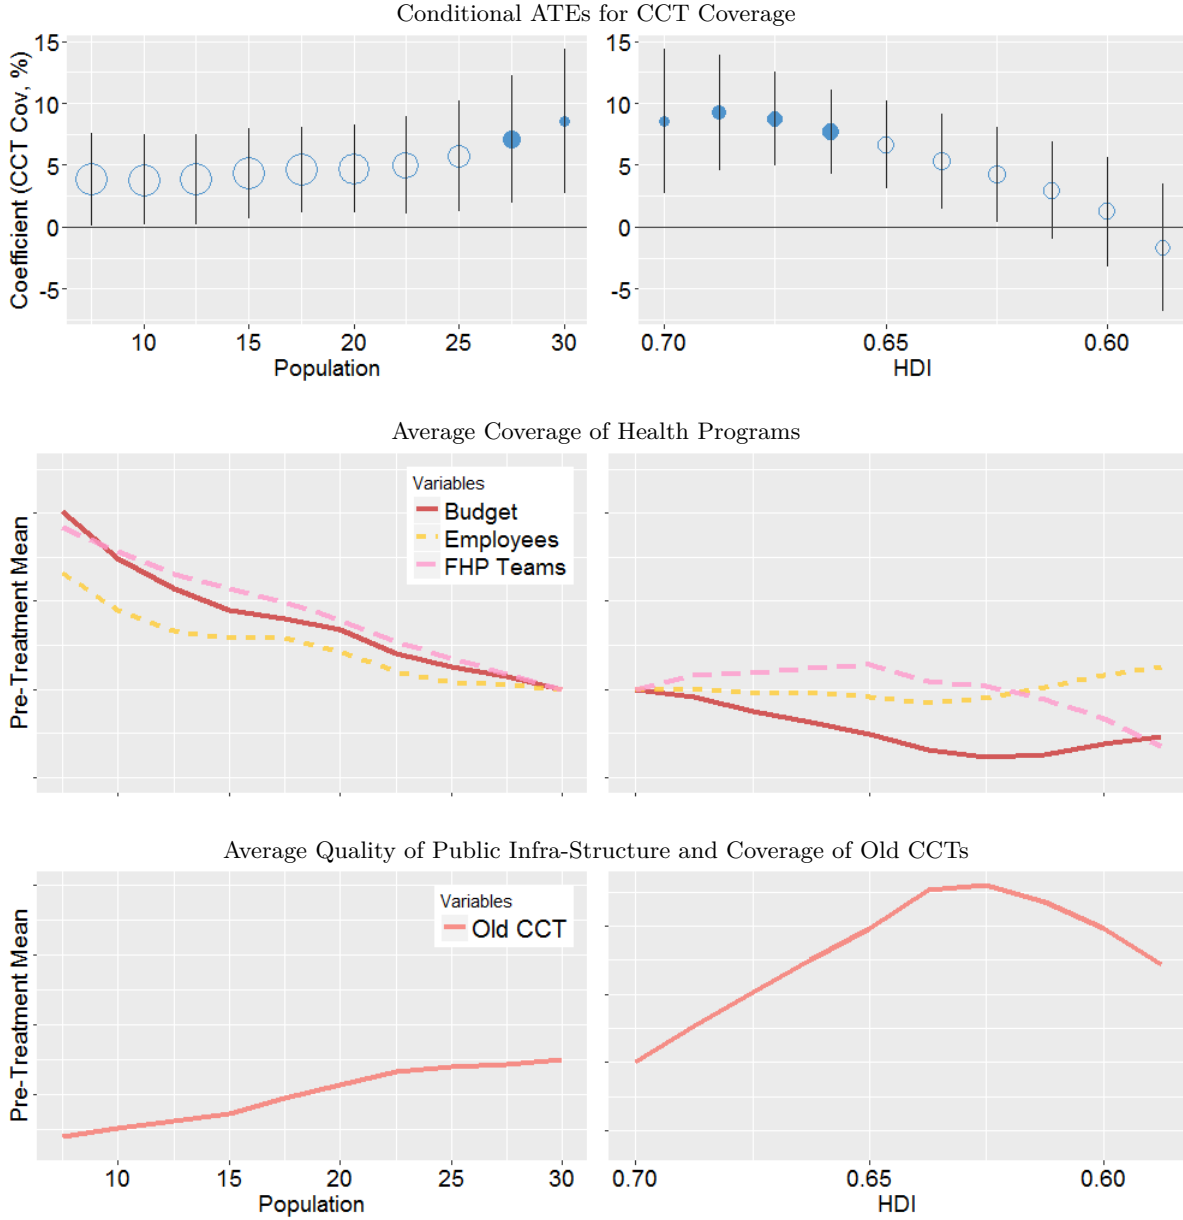 Conditional ATEs for CCT Coverage
Coefficient (CCT Cov, %)
15
10
5
0
-5
10 15 20 25 30
Population
15
10
5
0
-5
0.70 0.65 0.60
HDI
Average Coverage of Health Programs
Pre-Treatment Mean
Variables
Budget
Employees
FHP Teams
Average Quality of Public Infra-Structure and Coverage of Old CCTs
Pre-Treatment Mean
Variables
Old CCT
10 15 20 25 30
Population
0.70 0.65 0.60
HDI